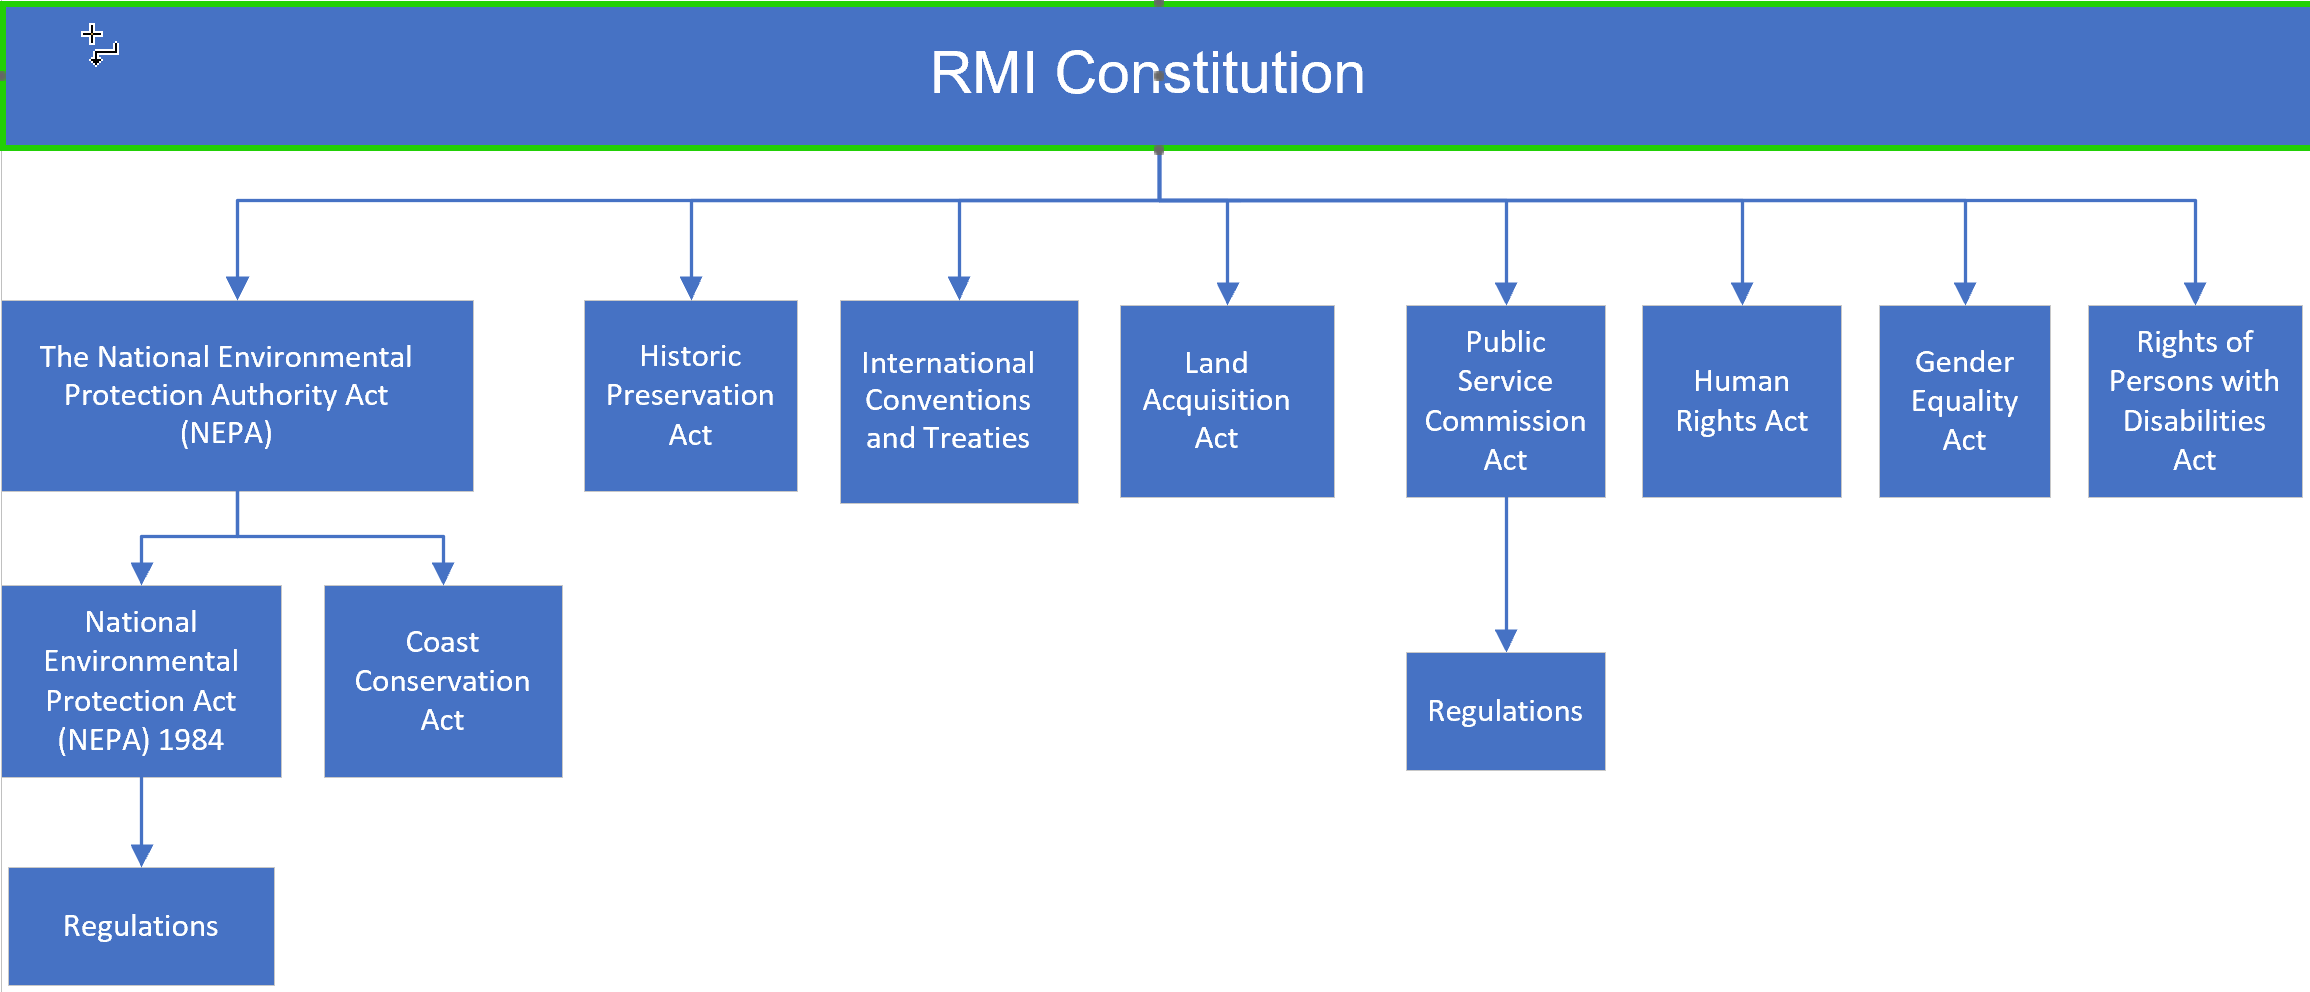 RMI Constitution
The National Environmental
Protection Authority Act
(NEPA)
Historic
Preservation
Act
International
Conventions
and Treaties
Land
Acquisition
Act
Public
Service
Commission
Act
Human
Rights Act
Gender
Equality
Act
Rights of
Persons with
Disabilities
Act
National
Environmental
Protection Act
(NEPA) 1984
Coast
Conservation
Act
Regulations
Regulations